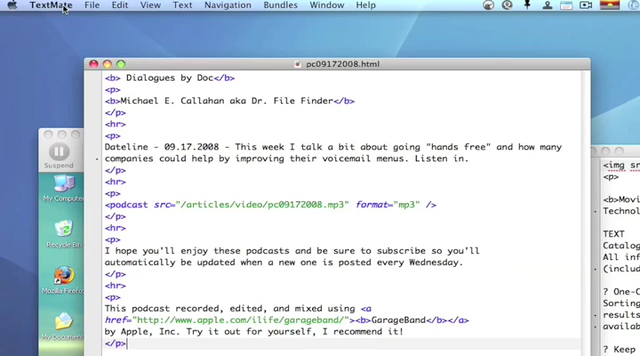 TextMate File Edit View Text Navigation Bundles Window Help
pc09172008.html
<b> Dialogues by Doc</b>
<p>
<b>Michael E. Callahan aka Dr. File Finder</b>
</p>
<hr>
<p>
Dateline - 09.17.2008 - This week I talk a bit about going "hands free" and how many
companies could help by improving their voicemail menus. Listen in.
</p>
<hr>
<p>
<podcast src="/articles/video/pc09172008.mp3" format="mp3" />
</p>
<hr>
<p>
I hope you'll enjoy these podcasts and be sure to subscribe so you'll
automatically be updated when a new one is posted every Wednesday.
</p>
<hr>
<p>
This podcast recorded, edited, and mixed using <a
href="http://www.apple.com/ilife/garageband/"><b>GarageBand</b></a>
by Apple, Inc. Try it out for yourself, I recommend it!
</p>
Suspend
My Computer
Recycle Bin
Mozilla Firefox
My Documents
<img sr
<p>
<b>Movi
Technol
TEXT
Catalog
All inf
(includ
? One-C
Sorting
availab
? Keep